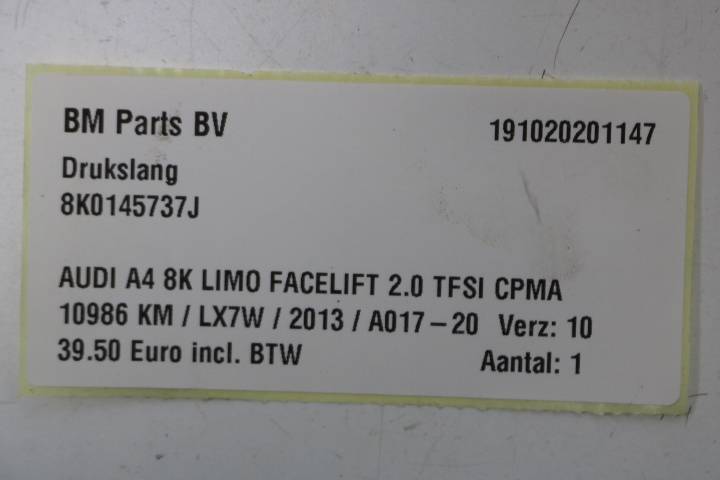 BM Parts BV 191020201147
Drukslang
8K0145737J
AUDI A4 8K LIMO FACELIFT 2.0 TFSI CPMA
10986 KM / LX7W / 2013 / A017-20 Verz: 10
39.50 Euro incl. BTW Aantal: 1